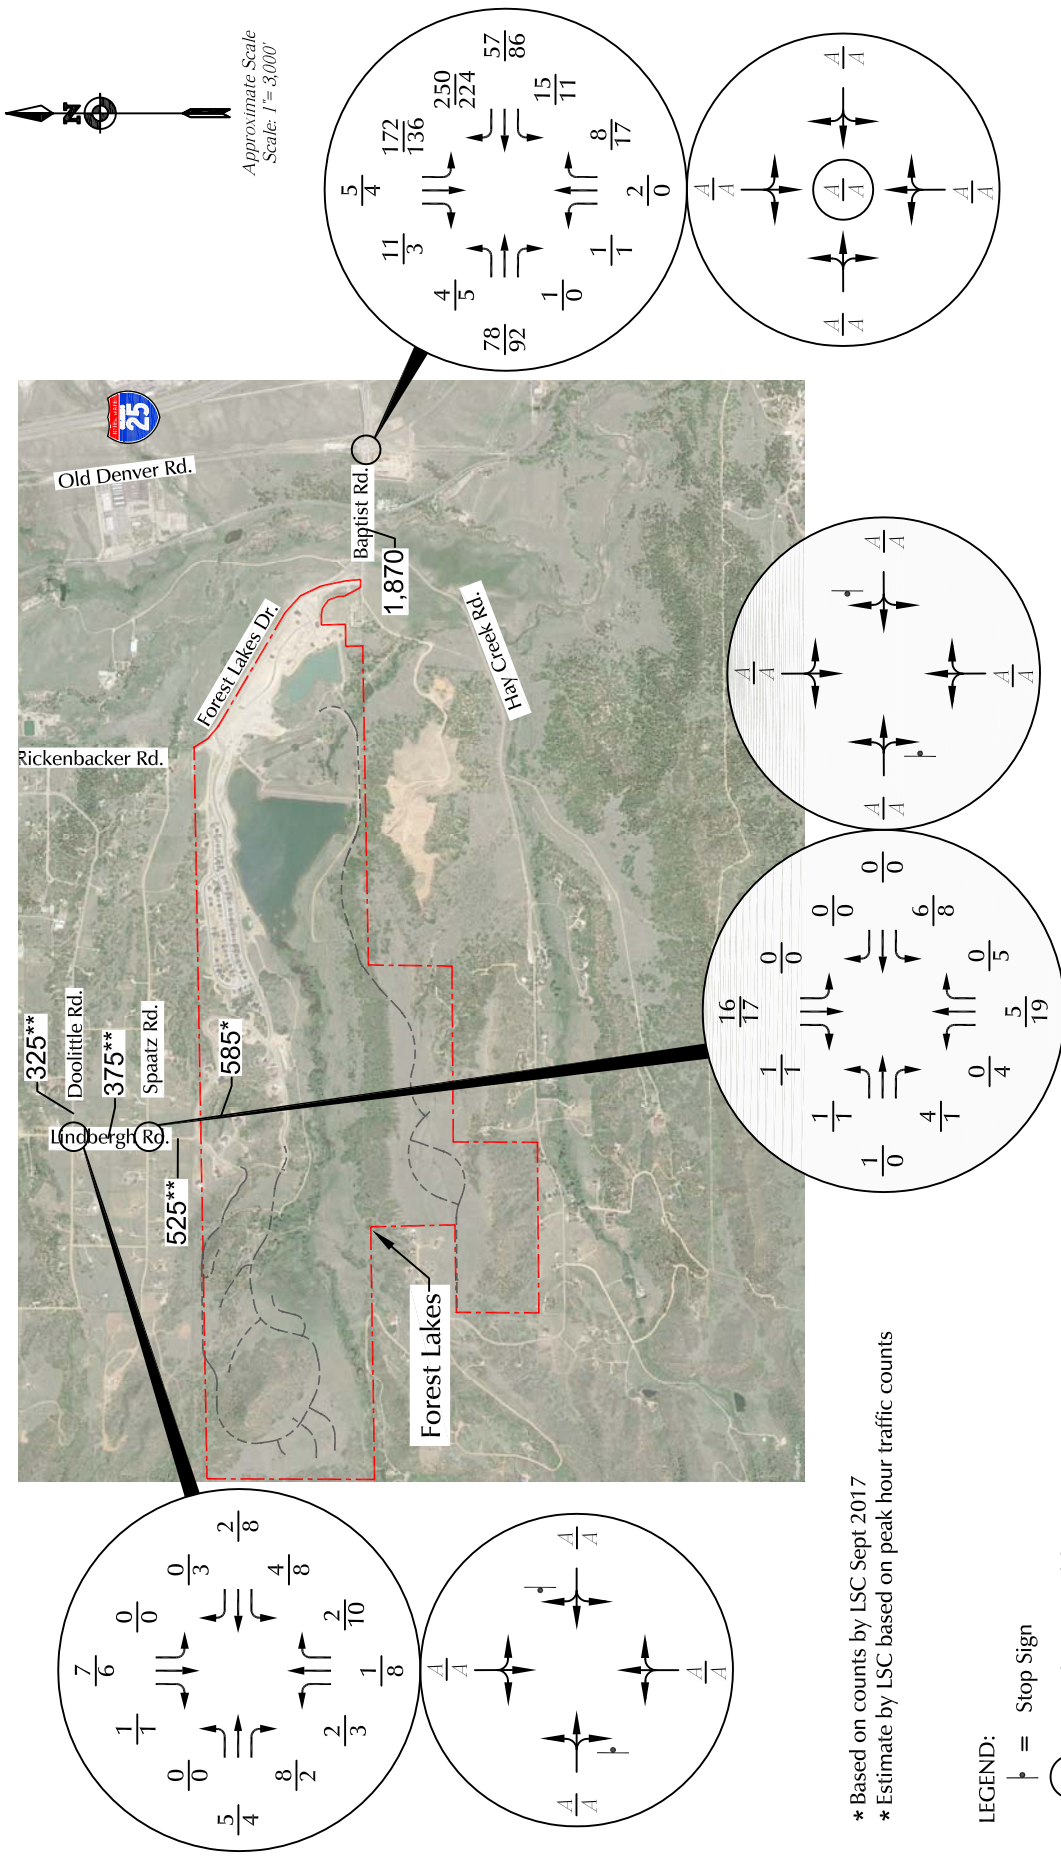 N
Approximate Scale
Scale: 1"= 3,000'
57
86
250
224
15
11
172
136
8
17
5
4
2
0
11
3
1
1
4
5
1
0
78
92
A
A
A
A
A
A
A
A
A
A
25
Old Denver Rd.
Baptist Rd.
1,870
Forest Lakes Dr.
Hay Creek Rd.
Rickenbacker Rd.
325**
Doolittle Rd.
375**
Spaatz Rd.
585*
Lindbergh Rd.
525**
Forest Lakes
A
A
A
A
A
A
A
A
0
0
0
0
6
8
0
0
0
5
16
17
5
19
1
1
0
4
1
1
4
1
1
0
2
8
0
3
4
8
0
0
2
10
7
6
1
8
1
1
2
3
0
0
8
2
5
4
A
A
A
A
A
A
A
A
* Based on counts by LSC Sept 2017
* Estimate by LSC based on peak hour traffic counts
LEGEND:
= Stop Sign